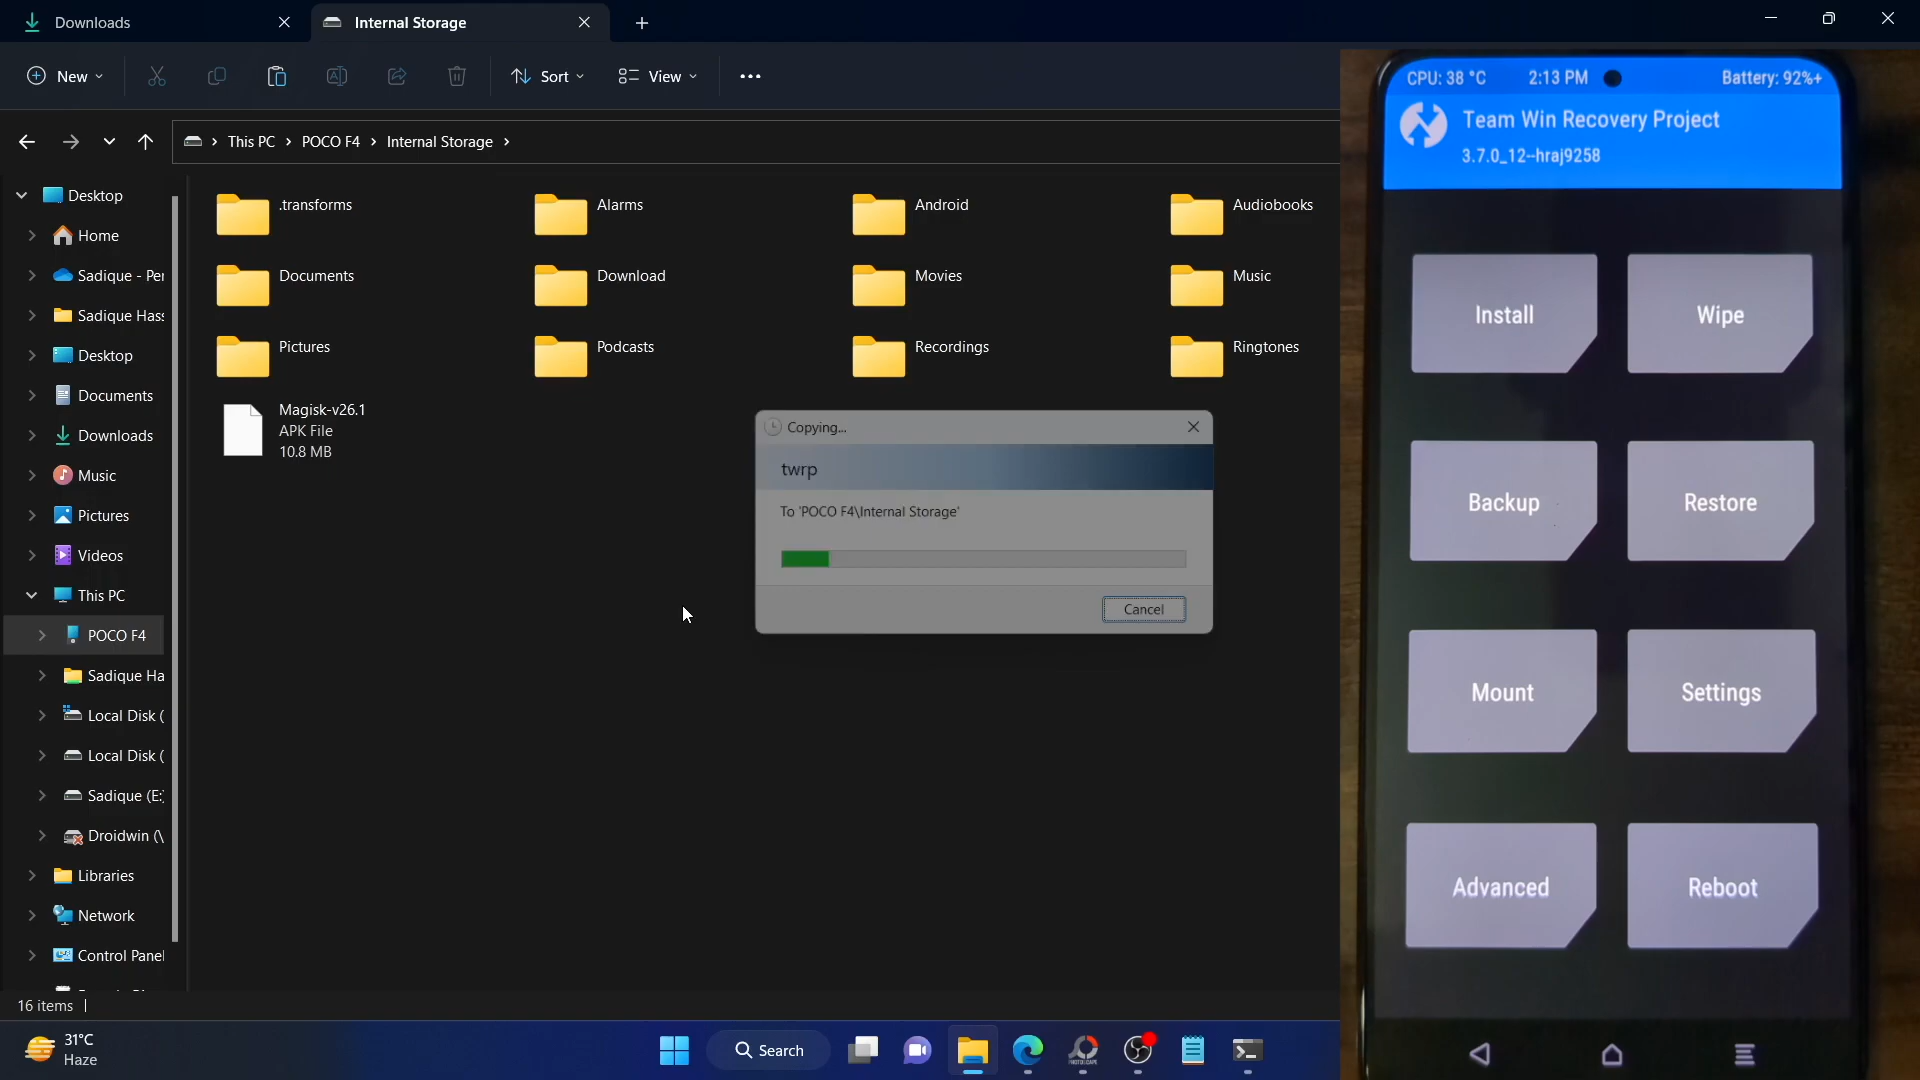 Downloads
Internal Storage
New
Sort
View
This PC
POCO F4
Internal Storage
Desktop
Home
Sadique - Per
Sadique Hass
Desktop
Documents
Downloads
Music
Pictures
Videos
This PC
POCO F4
Sadique Ha
Local Disk (
Local Disk (
Sadique (E:)
Droidwin (\
Libraries
Network
Control Panel
.transforms
Alarms
Android
Audiobooks
Documents
Download
Movies
Music
Pictures
Podcasts
Recordings
Ringtones
Magisk-v26.1
APK File
10.8 MB
Copying...
twrp
To 'POCO F4\Internal Storage'
Cancel
16 items
31°C
Haze
Search
CPU: 38 °C
2:13 PM
Battery: 92%+
Team Win Recovery Project
3.7.0_12--hraj9258
Install
Wipe
Backup
Restore
Mount
Settings
Advanced
Reboot